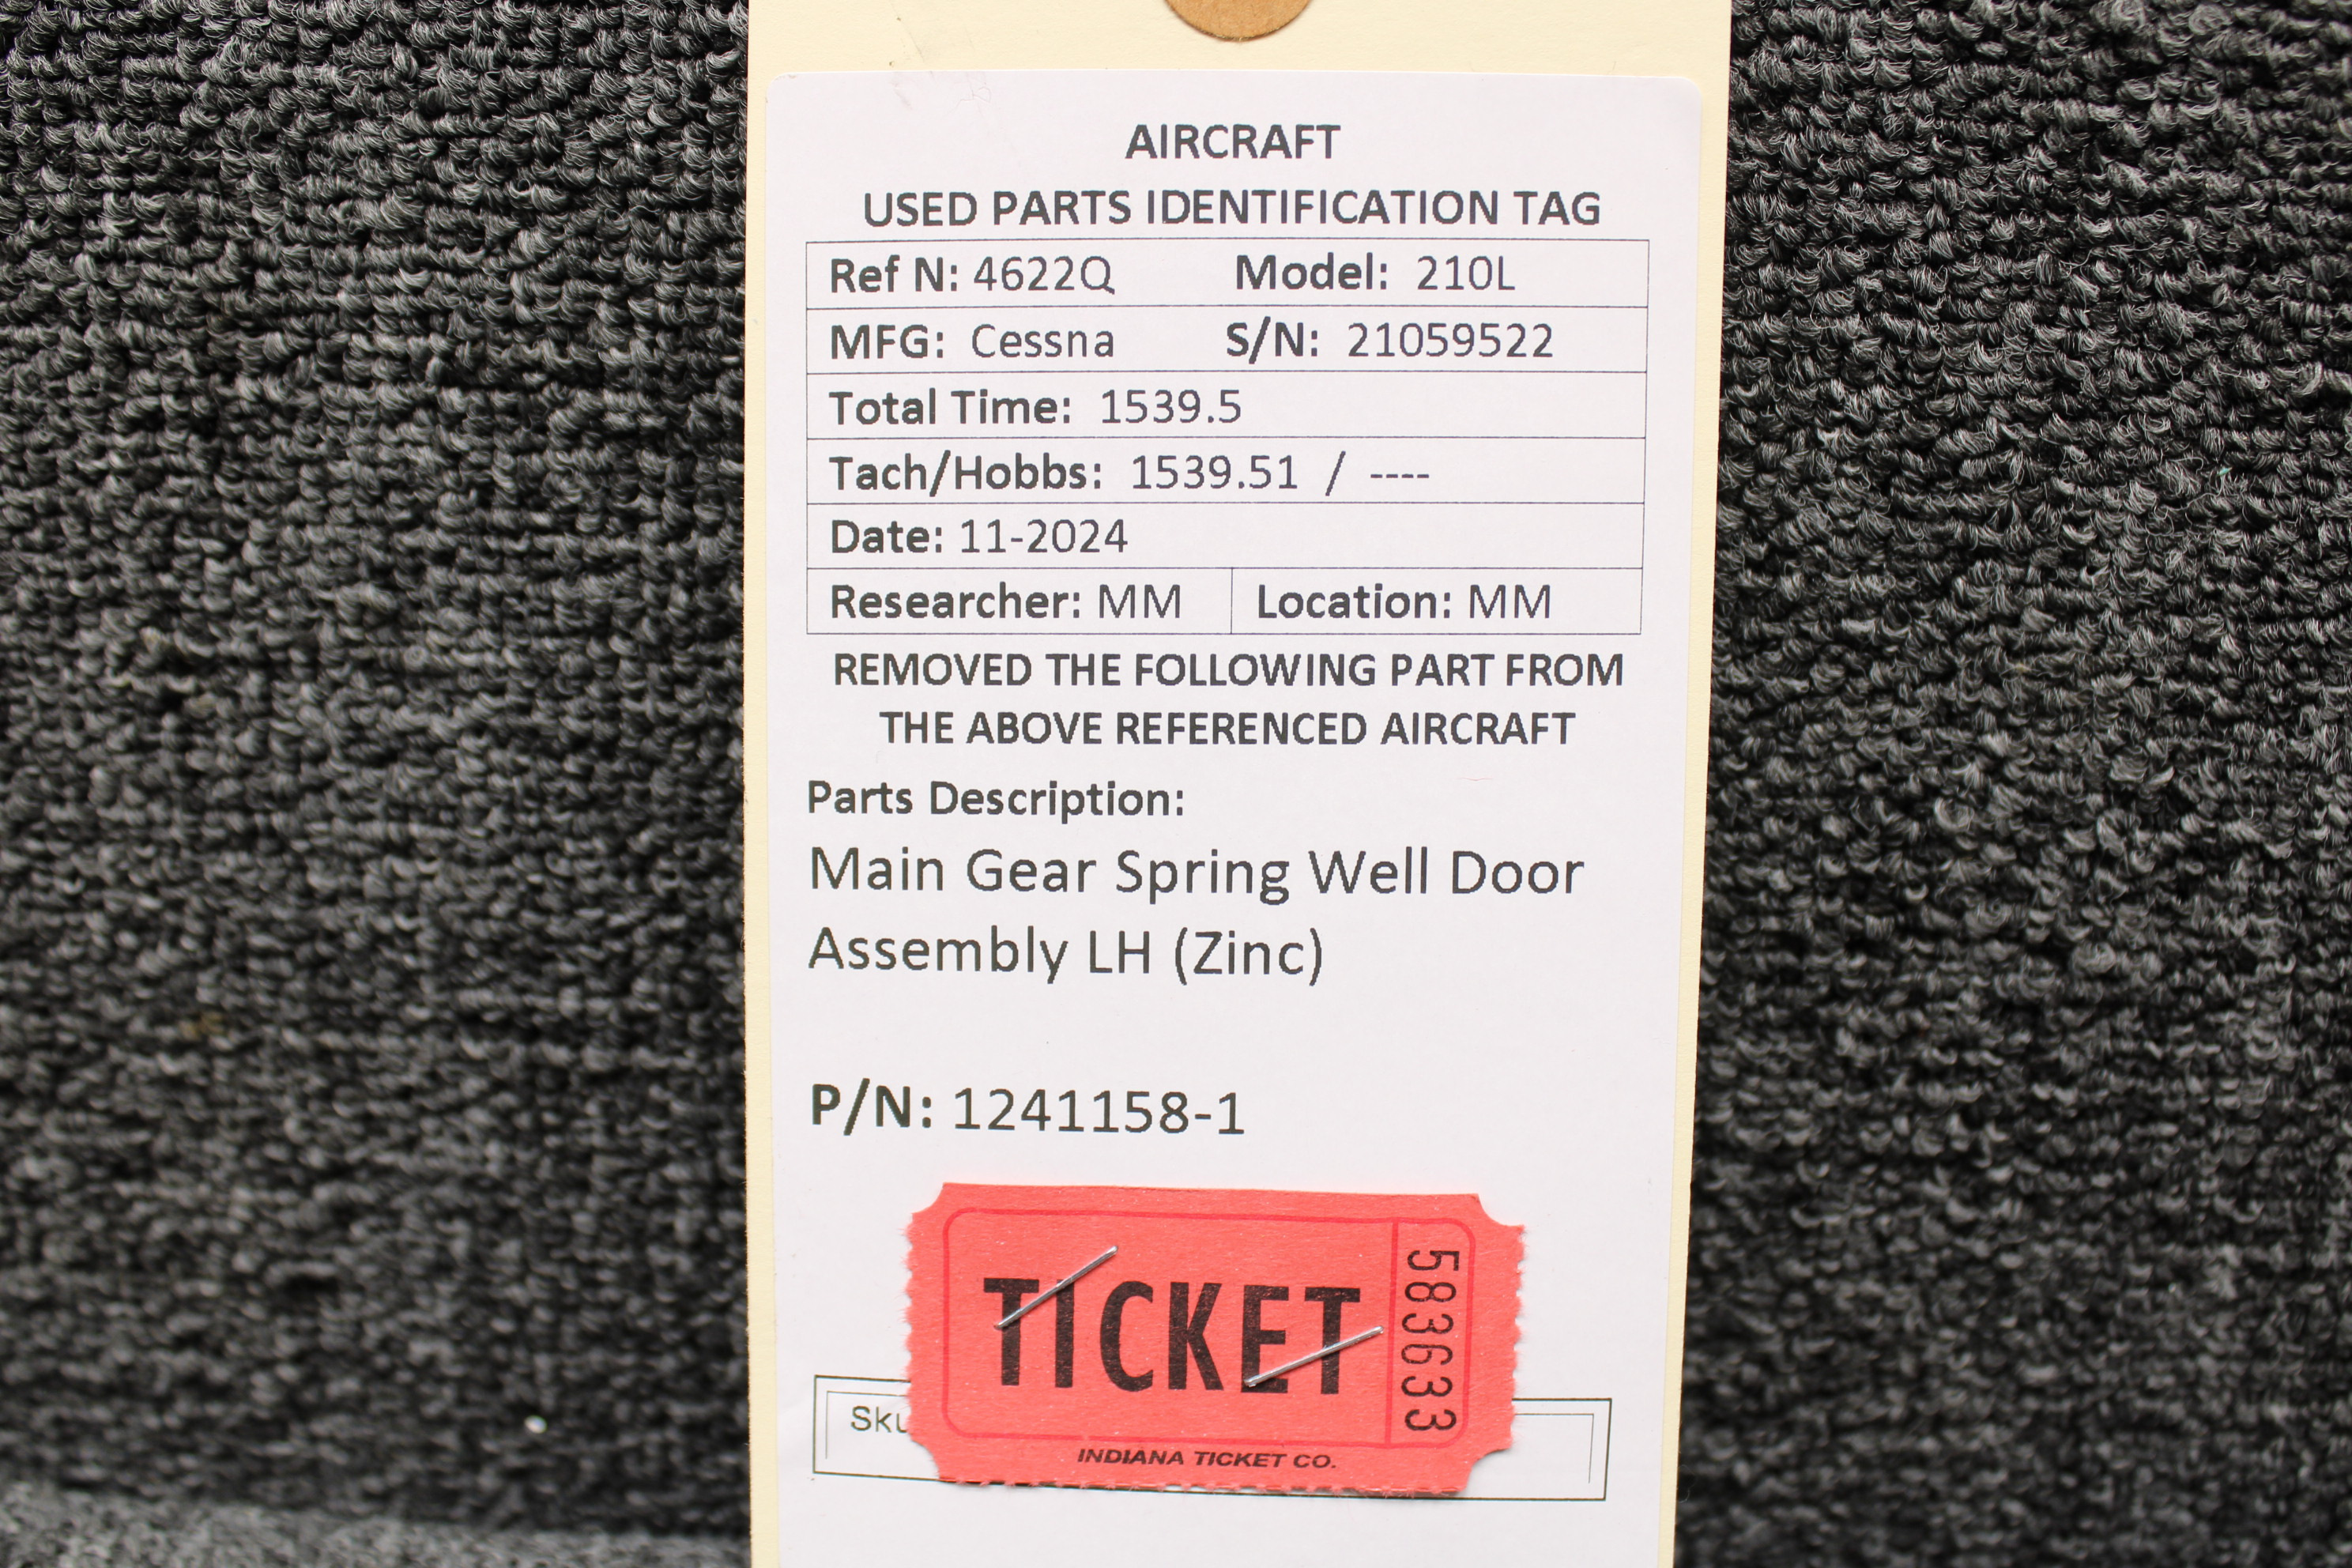 AIRCRAFT
USED PARTS IDENTIFICATION TAG
Ref N: 4622Q Model: 210L
MFG: Cessna S/N: 21059522
Total Time: 1539.5
Tach/Hobbs: 1539.51 / ----
Date: 11-2024
Researcher: MM Location: MM
REMOVED THE FOLLOWING PART FROM
THE ABOVE REFERENCED AIRCRAFT
Parts Description:
Main Gear Spring Well Door
Assembly LH (Zinc)
P/N: 1241158-1
TICKET
583633
INDIANA TICKET CO.
Sku